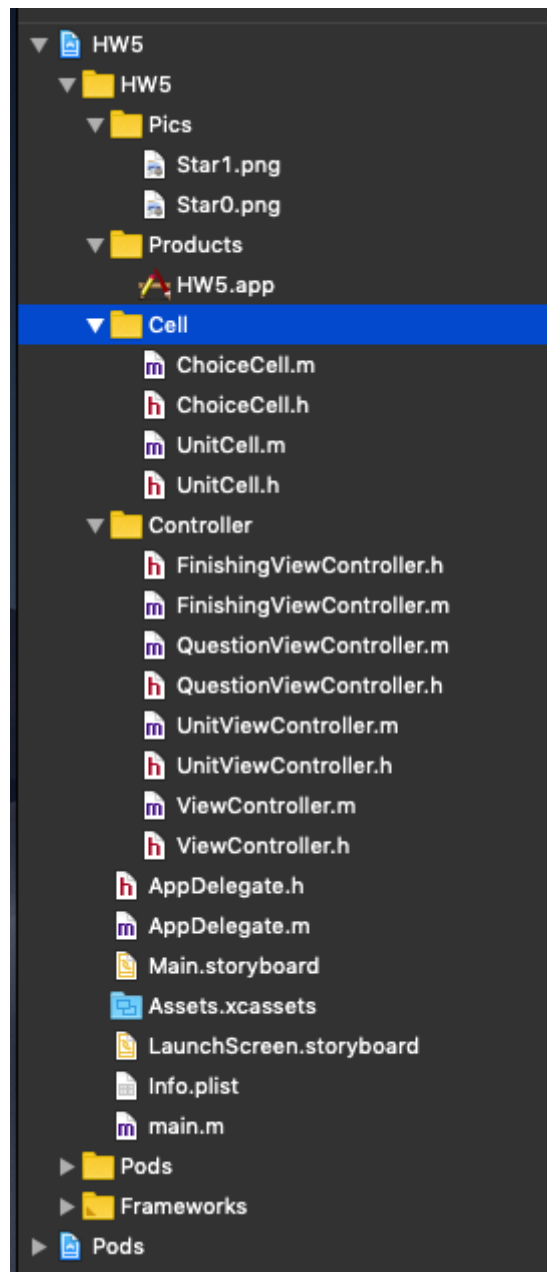 HW5
HW5
Pics
Star1.png
Star0.png
Products
HW5.app
Cell
m ChoiceCell.m
h ChoiceCell.h
m UnitCell.m
h UnitCell.h
Controller
h FinishingViewController.h
m FinishingViewController.m
m QuestionViewController.m
h QuestionViewController.h
m UnitViewController.m
h UnitViewController.h
m ViewController.m
h ViewController.h
h AppDelegate.h
m AppDelegate.m
Main.storyboard
Assets.xcassets
LaunchScreen.storyboard
Info.plist
m main.m
Pods
Frameworks
Pods